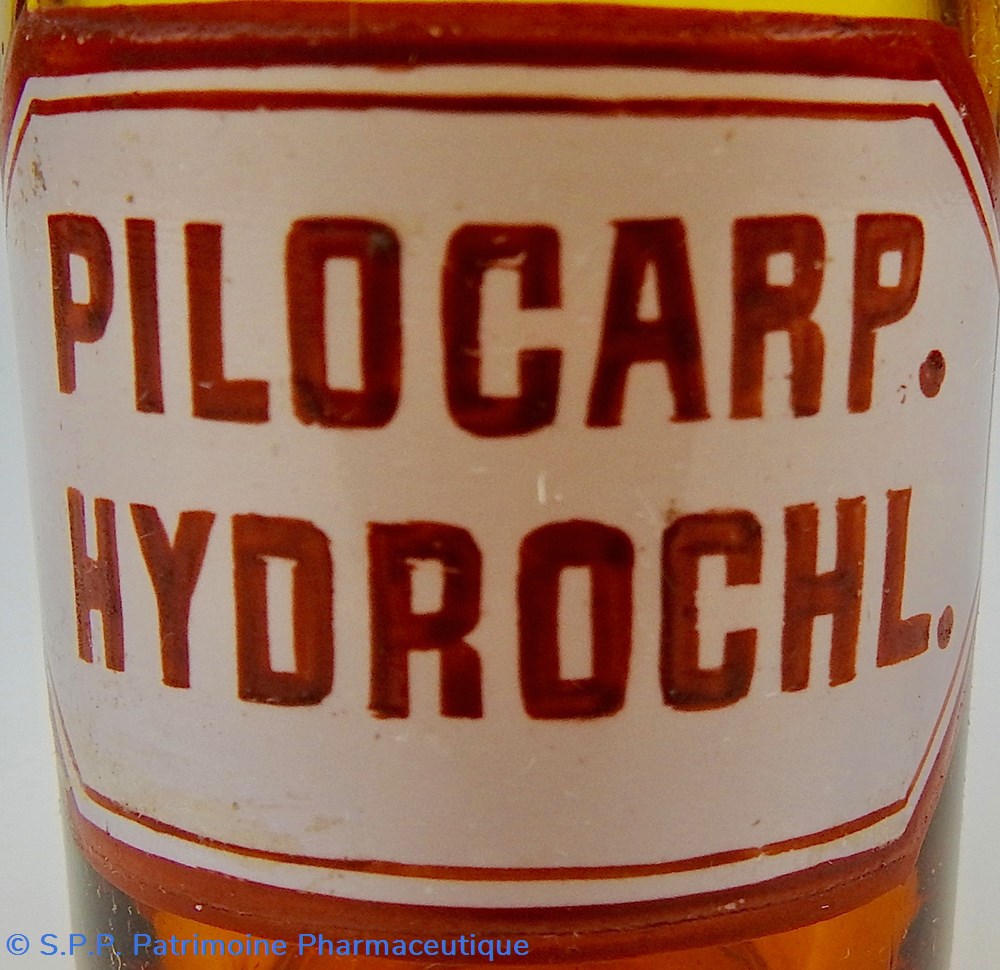 PILOCARP.
HYDROCHL.
© S.P.P. Patrimoine Pharmaceutique